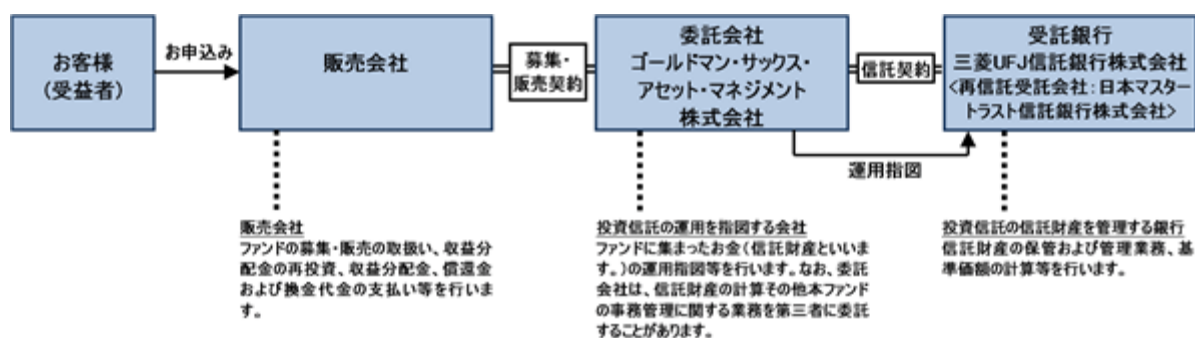 お客様
(受益者)
お申込み
販売会社
募集・
販売契約
委託会社
ゴールドマン・サックス・
アセット・マネジメント
株式会社
信託契約
受託銀行
三菱UFJ信託銀行株式会社
<再信託受託会社:日本マスター
トラスト信託銀行株式会社>
運用指図
販売会社
ファンドの募集・販売の取扱い、収益分
配金の再投資、収益分配金、償還金
および換金代金の支払い等を行いま
す。
投資信託の運用を指図する会社
ファンドに集まったお金(信託財産といいま
す。)の運用指図等を行います。なお、委託
会社は、信託財産の計算その他本ファンド
の事務管理に関する業務を第三者に委託
することがあります。
投資信託の信託財産を管理する銀行
信託財産の保管および管理業務、基
準価額の計算等を行います。